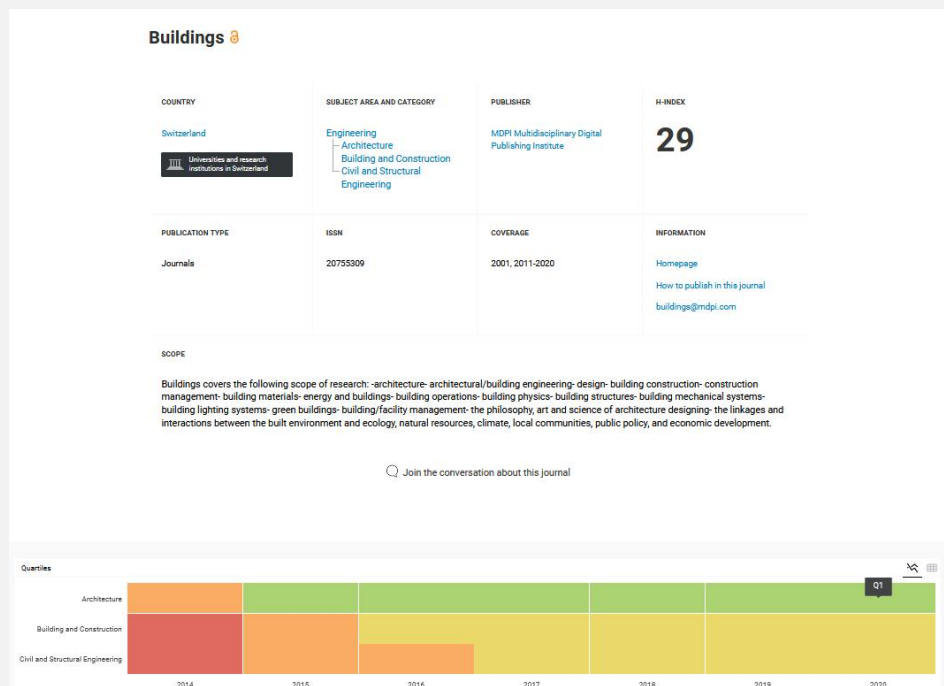 Buildings
COUNTRY
Switzerland
Universities and research
institutions in Switzerland
SUBJECT AREA AND CATEGORY
Engineering
Architecture
Building and Construction
Civil and Structural
Engineering
PUBLISHER
MDPI Multidisciplinary Digital
Publishing Institute
H-INDEX
29
PUBLICATION TYPE
Journals
ISSN
20755309
COVERAGE
2001, 2011-2020
INFORMATION
Homepage
How to publish in this journal
buildings@mdpi.com
SCOPE
Buildings covers the following scope of research: -architecture- architectural/building engineering- design- building construction- construction
management- building materials- energy and buildings- building operations- building physics- building structures- building mechanical systems-
building lighting systems- green buildings- building/facility management- the philosophy, art and science of architecture designing- the linkages and
interactions between the built environment and ecology, natural resources, climate, local communities, public policy, and economic development.
Join the conversation about this journal
Quartiles
Q1
Architecture
Building and Construction
Civil and Structural Engineering
2014 2015 2016 2017 2018 2019 2020